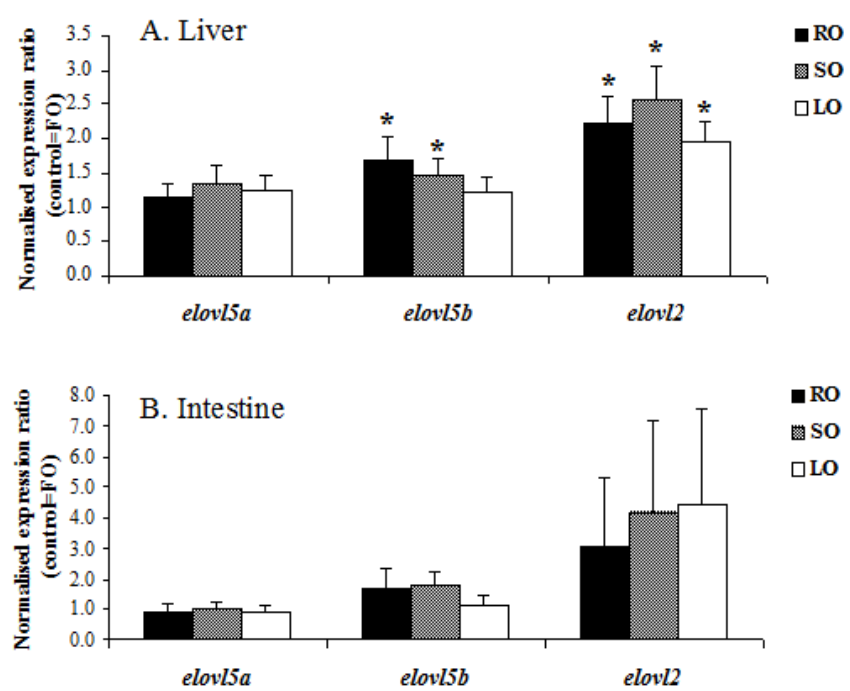 A. Liver
Normalised expression ratio
(control=FO)
3.5
3.0
2.5
2.0
1.5
1.0
0.5
0.0
* * * * *
elovl5a elovl5b elovl2
RO
SO
LO
B. Intestine
Normalised expression ratio
(control=FO)
8.0
7.0
6.0
5.0
4.0
3.0
2.0
1.0
0.0
elovl5a elovl5b elovl2
RO
SO
LO